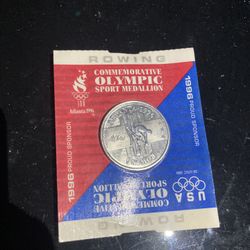 ROWING
COMMEMORATIVE
OLYMPIC
SPORT MEDALLION
Atlanta 1996
1996 PROUD SPONSOR
1996 PROUD SPONSOR
USA
COMMEMORATIVE
OLYMPIC
SPORT MEDALLION
ROWING